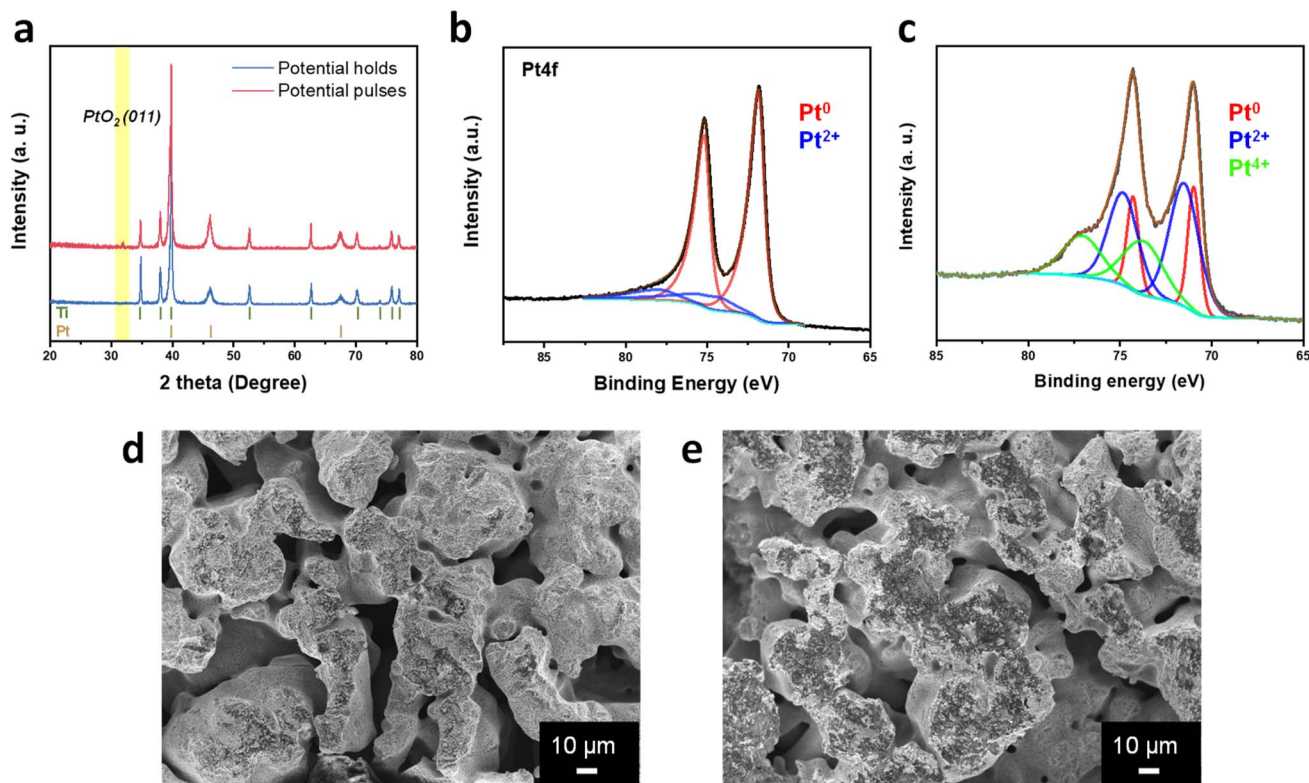 a
Potential holds
Potential pulses
PtO₂(011)
Intensity (a. u.)
Ti
Pt
20 30 40 50 60 70 80
2 theta (Degree)
b
Pt4f
Pt⁰
Pt²⁺
Intensity (a.u.)
85 80 75 70 65
Binding Energy (eV)
c
Pt⁰
Pt²⁺
Pt⁴⁺
Intensity (a. u.)
85 80 75 70 65
Binding energy (eV)
d
10 µm
e
10 µm